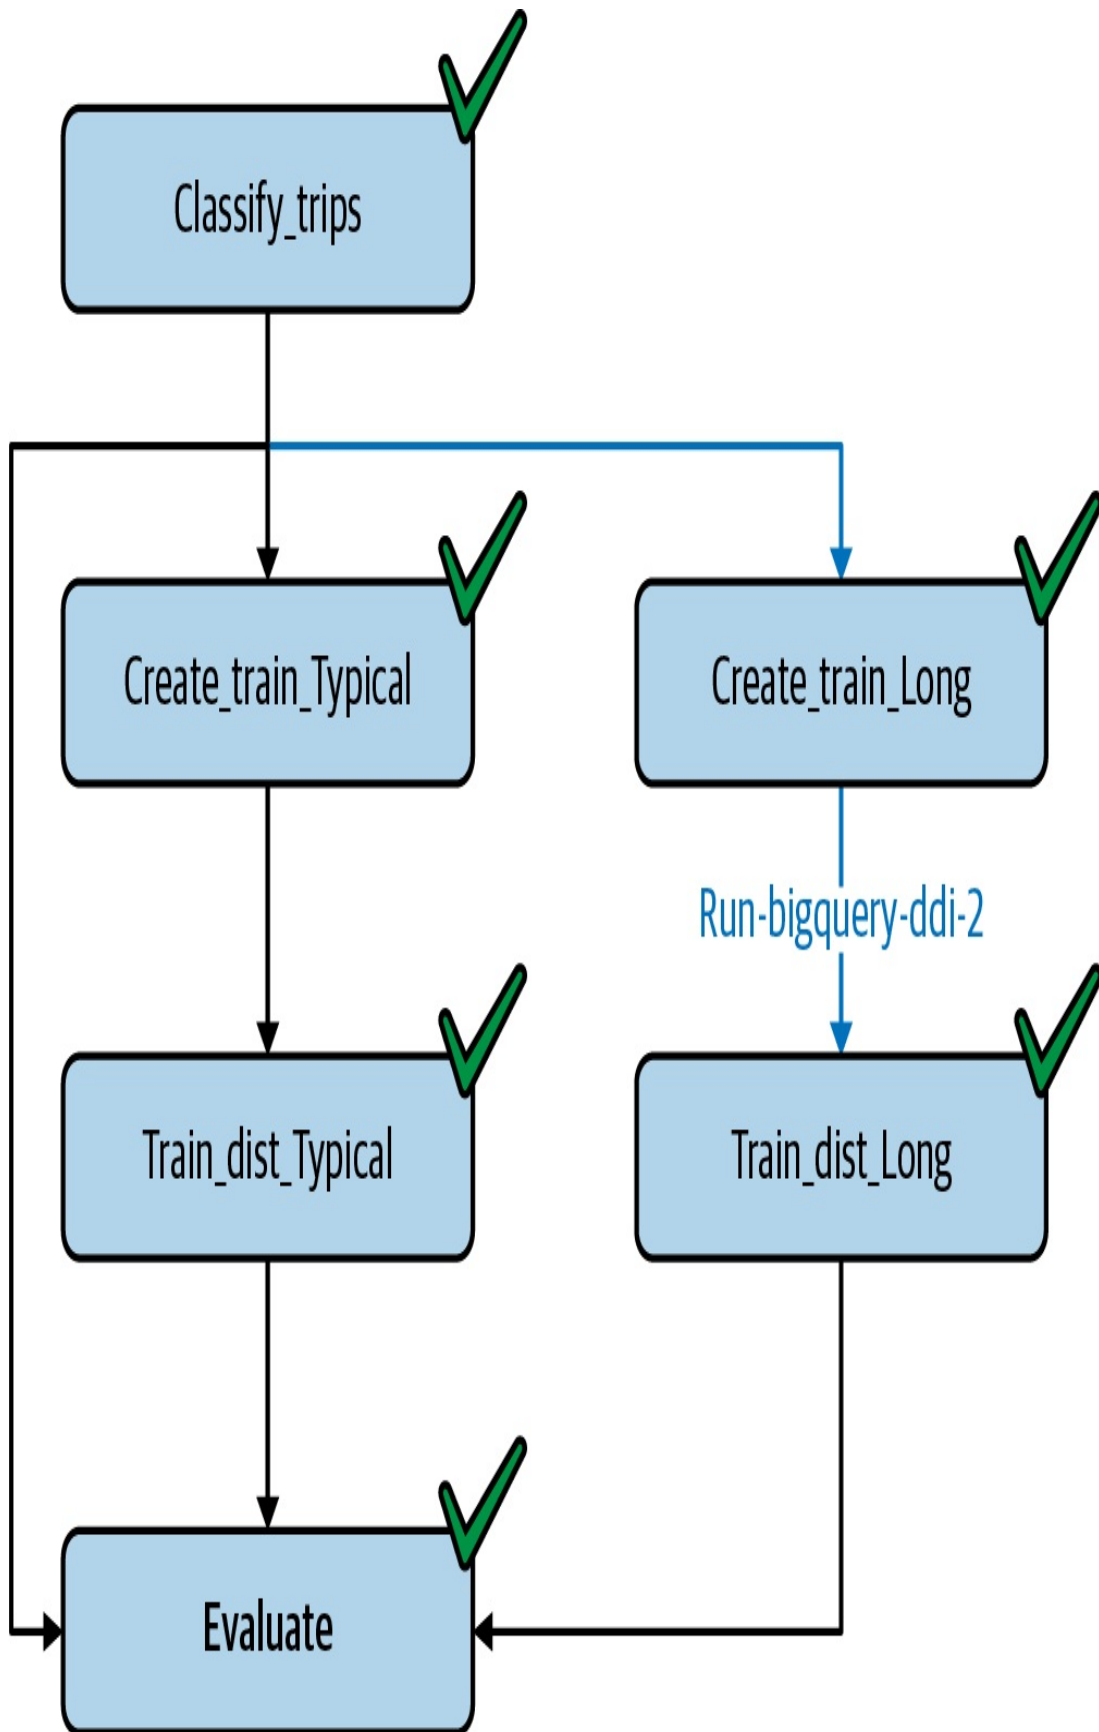 Classify_trips
Create_train_Typical
Create_train_Long
Run-bigquery-ddi-2
Train_dist_Typical
Train_dist_Long
Evaluate